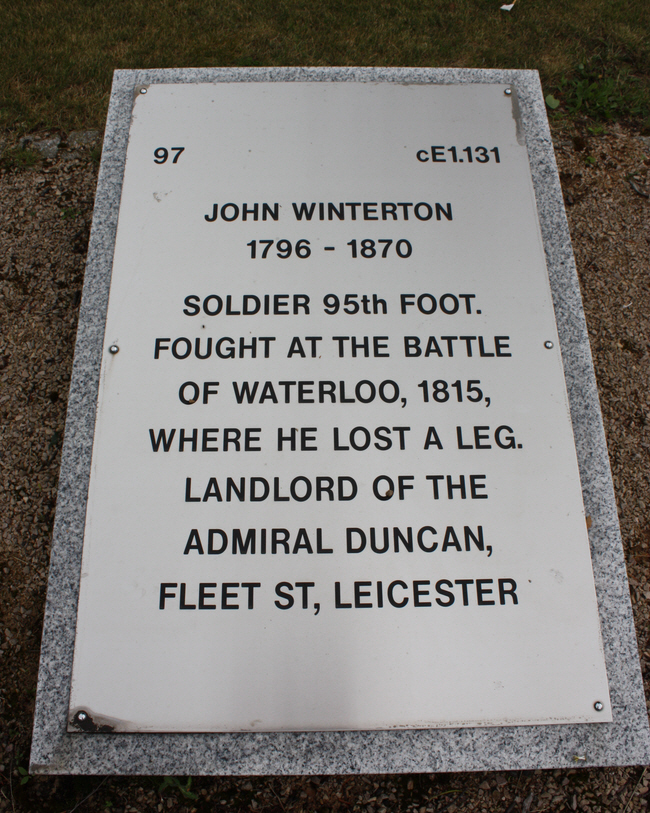 97 cE1.131
JOHN WINTERTON
1796 - 1870
SOLDIER 95th FOOT.
FOUGHT AT THE BATTLE
OF WATERLOO, 1815,
WHERE HE LOST A LEG.
LANDLORD OF THE
ADMIRAL DUNCAN,
FLEET ST, LEICESTER